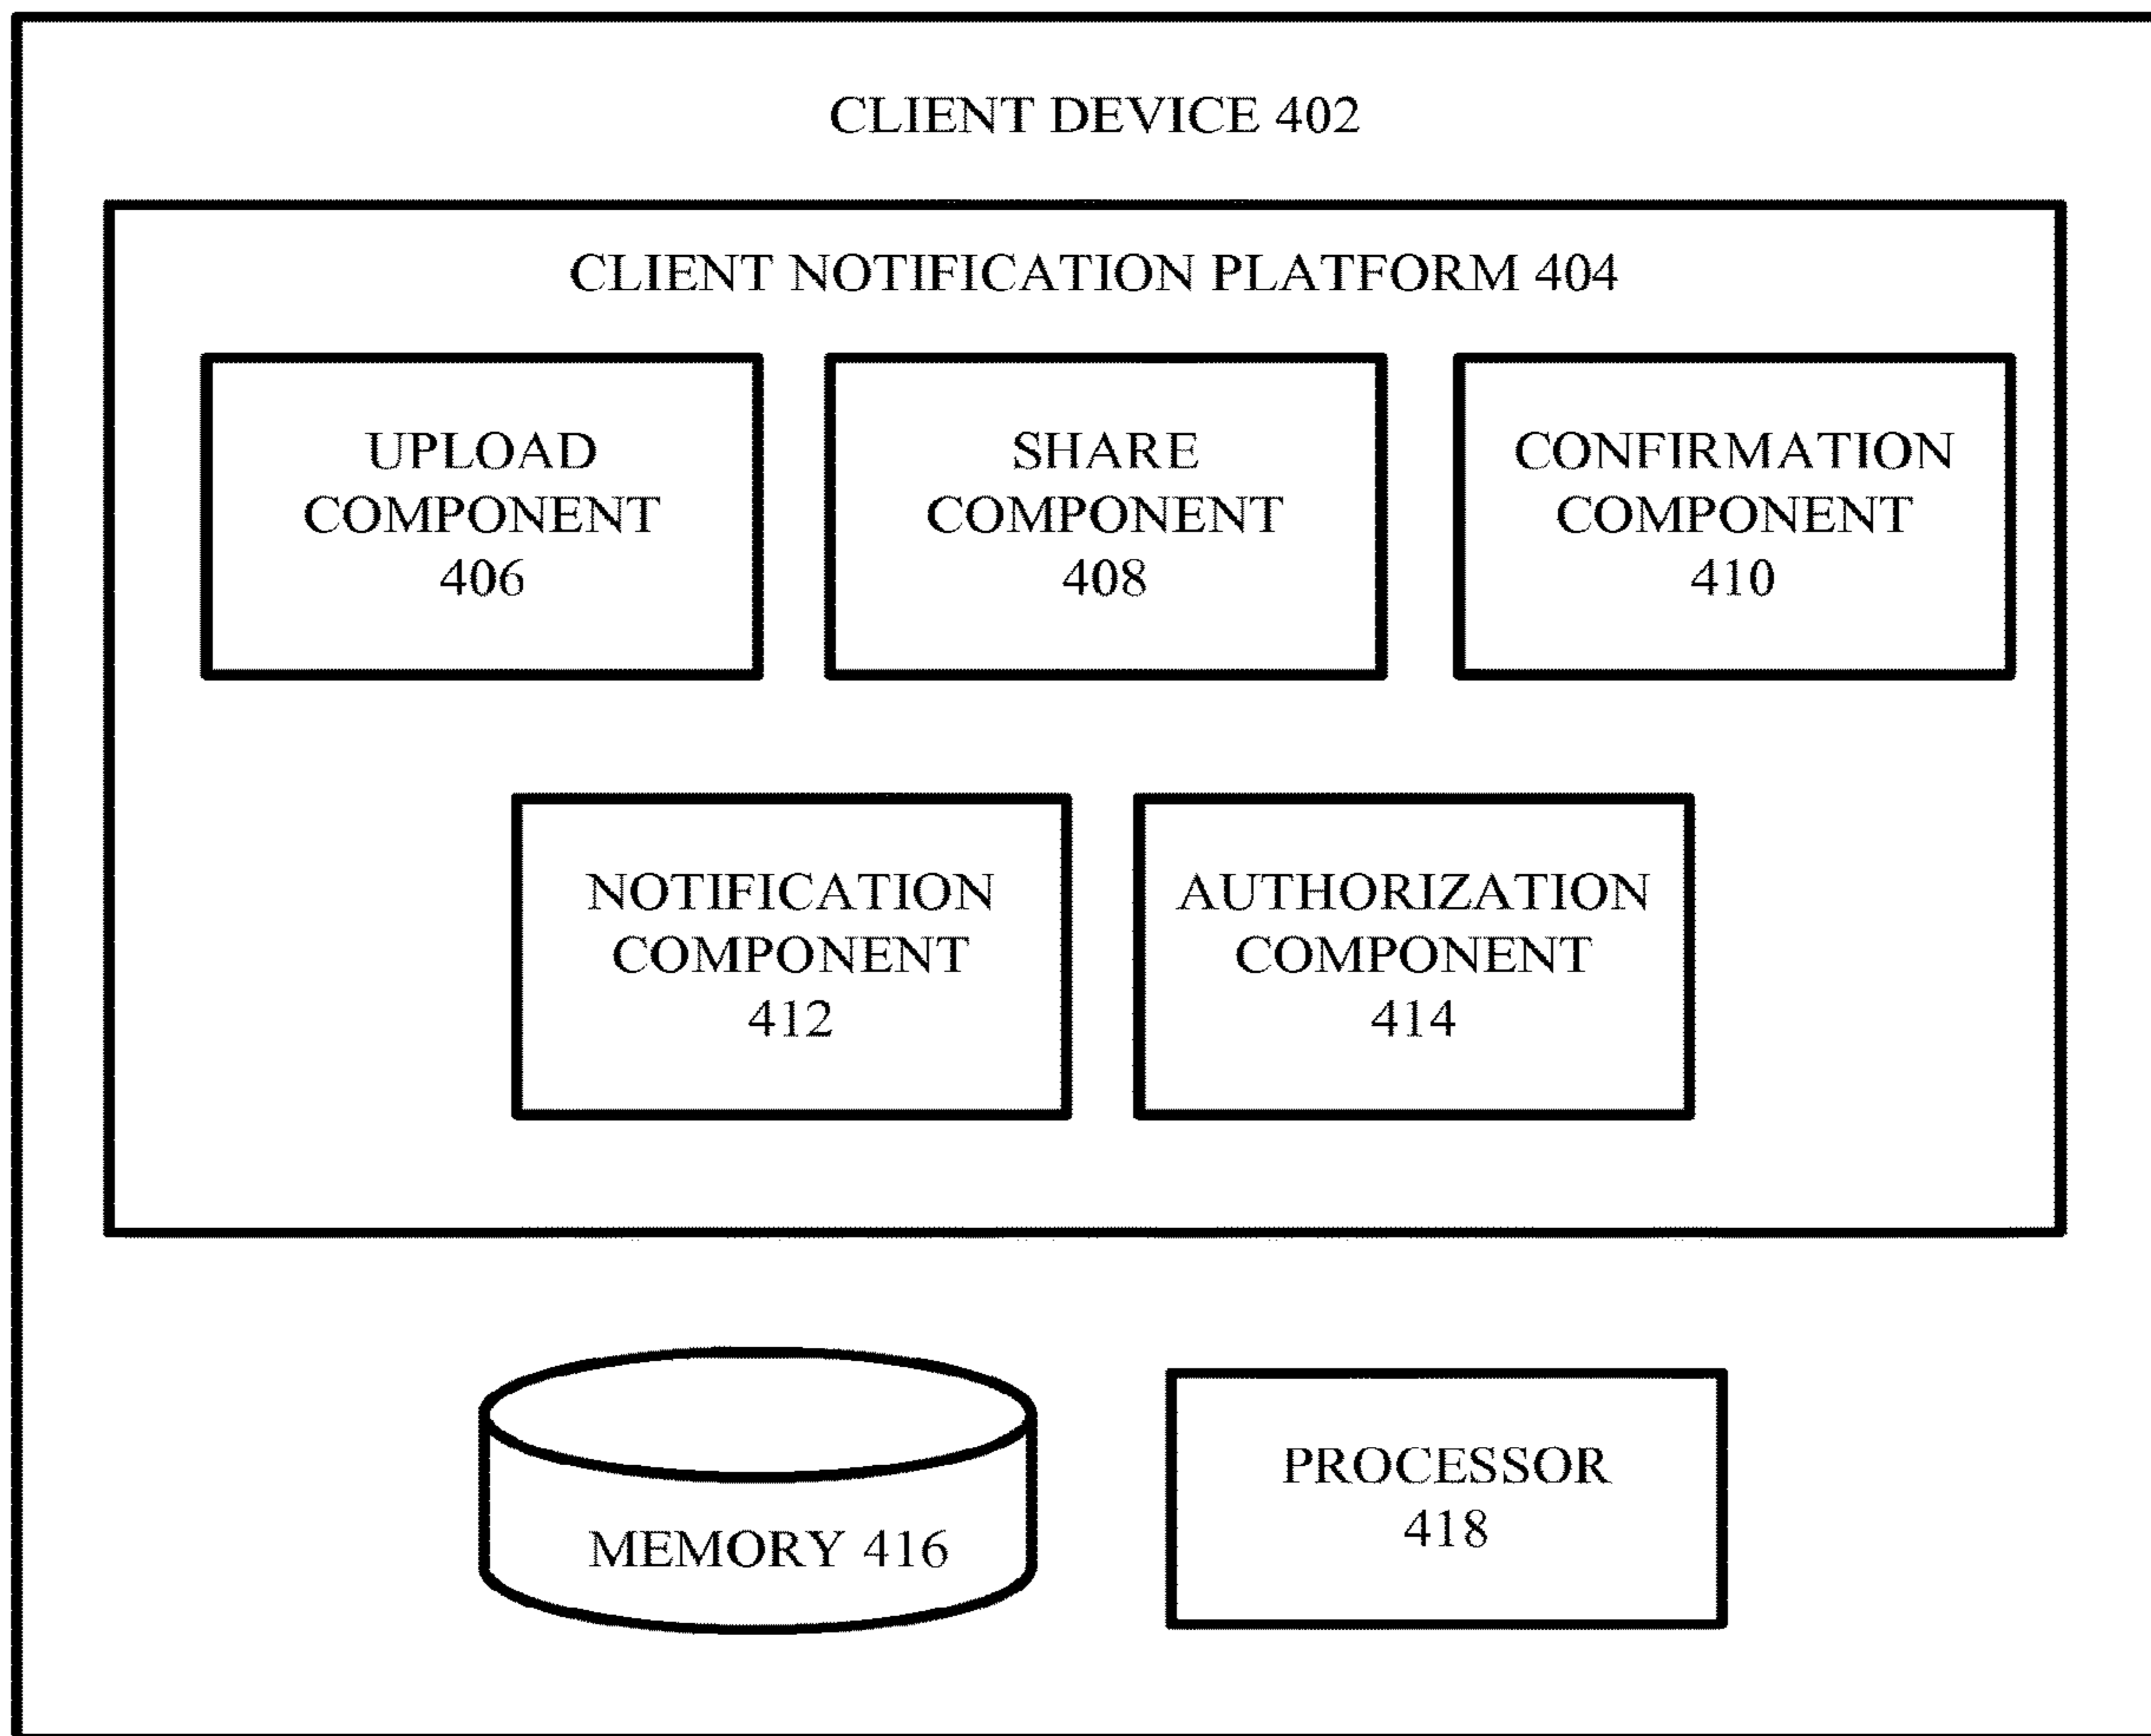 CLIENT DEVICE 402
CLIENT NOTIFICATION PLATFORM 404
UPLOAD
COMPONENT
406
SHARE
COMPONENT
408
CONFIRMATION
COMPONENT
410
NOTIFICATION
COMPONENT
412
AUTHORIZATION
COMPONENT
414
MEMORY 416
PROCESSOR
418